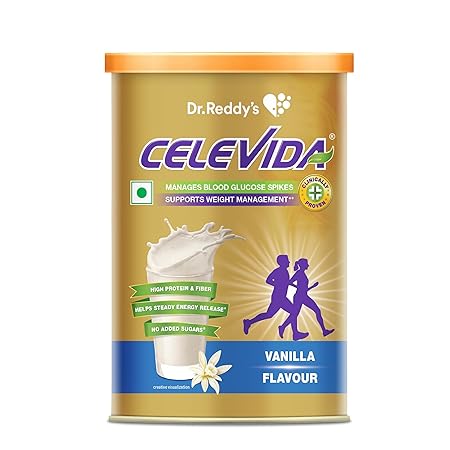 Dr.Reddy's
CELEVIDA®
MANAGES BLOOD GLUCOSE SPIKES
SUPPORTS WEIGHT MANAGEMENT**
CLINICALLY
PROVEN
HIGH PROTEIN & FIBER
HELPS STEADY ENERGY RELEASE*
NO ADDED SUGARS*
creative visualization
VANILLA
FLAVOUR